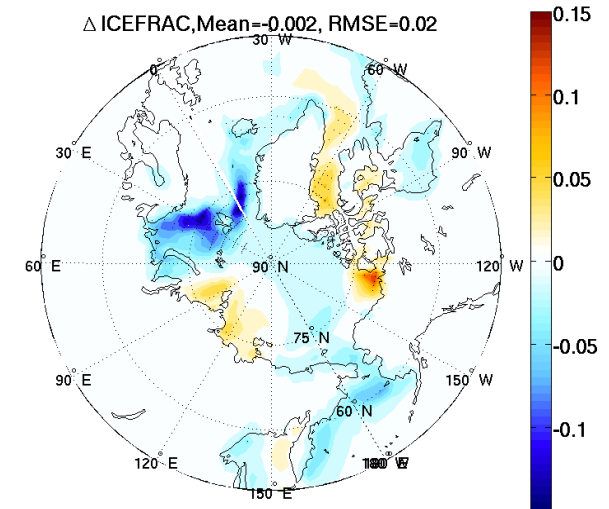 Δ ICEFRAC,Mean=-0.002, RMSE=0.02
0.15
30 W
0
60 W
0.1
30 E
90 W
0.05
60 E
90 N
120 W
0
75 N
-0.05
90 E
150 W
60 N
-0.1
120 E
150 E